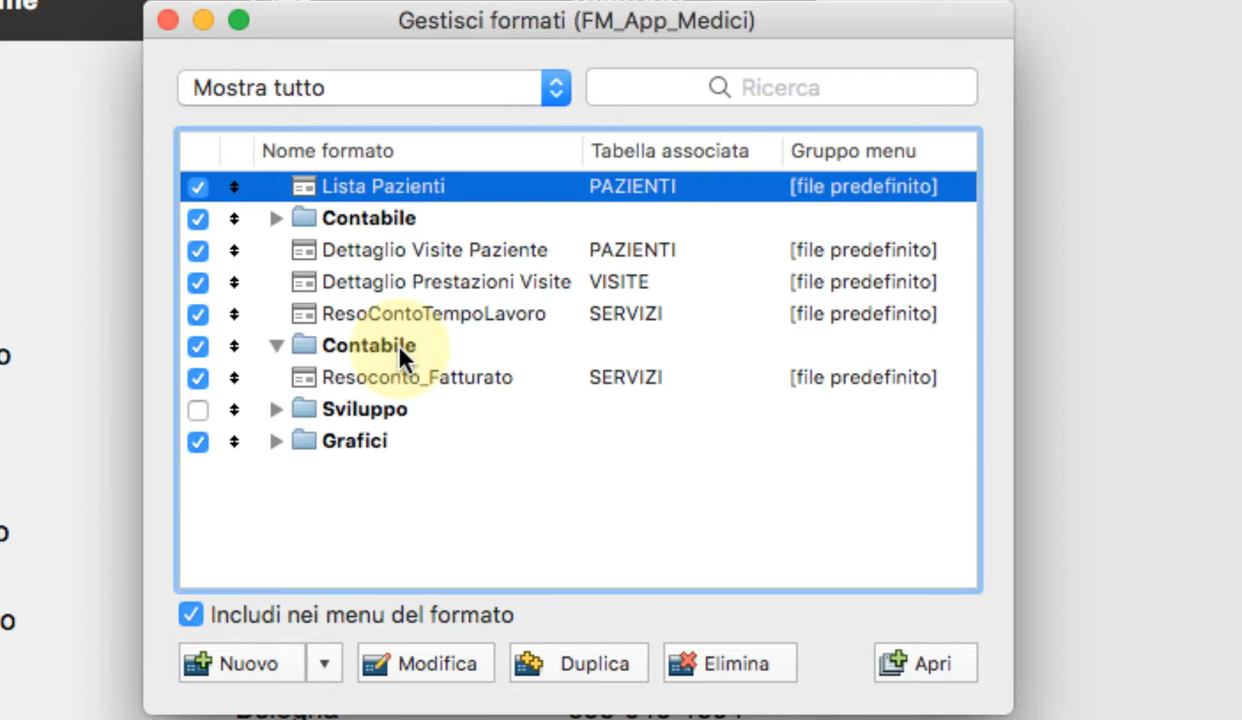 Gestisci formati (FM_App_Medici)
Mostra tutto Ricerca
Nome formato Tabella associata Gruppo menu
Lista Pazienti PAZIENTI [file predefinito]
Contabile
Dettaglio Visite Paziente PAZIENTI [file predefinito]
Dettaglio Prestazioni Visite VISITE [file predefinito]
ResoContoTempoLavoro SERVIZI [file predefinito]
Contabile
Resoconto_Fatturato SERVIZI [file predefinito]
Sviluppo
Grafici
Includi nei menu del formato
Nuovo Modifica Duplica Elimina Apri